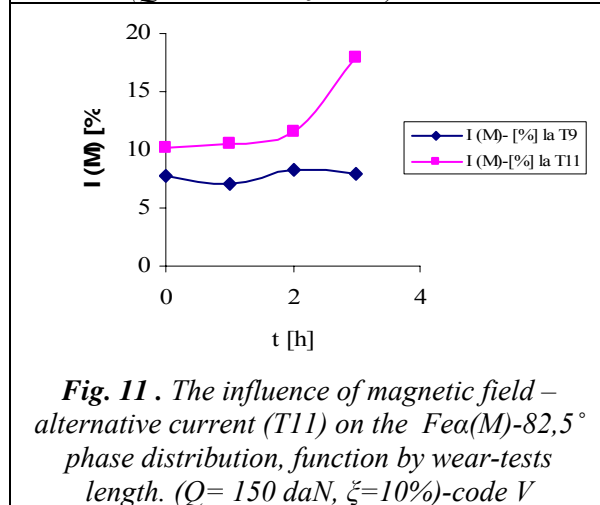 20
15
10
5
0
I (M) [%
0 2 4
t [h]
I (M)- [%] la T9
I (M)-[%] la T11
Fig. 11 . The influence of magnetic field –
alternative current (T11) on the Feα(M)-82,5°
phase distribution, function by wear-tests
length. (Q= 150 daN, ξ=10%)-code V